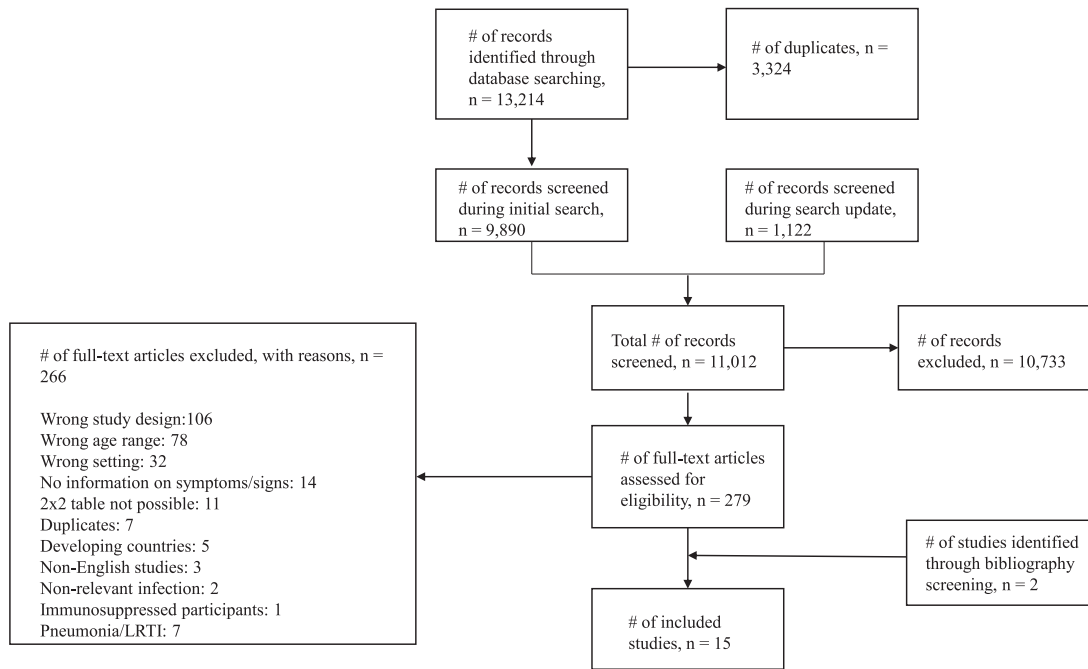 # of records
identified through
database searching,
n = 13,214
# of duplicates, n =
3,324
# of records screened
during initial search,
n = 9,890
# of records screened
during search update,
n = 1,122
Total # of records
screened, n = 11,012
# of records
excluded, n = 10,733
# of full-text articles excluded, with reasons, n =
266
Wrong study design:106
Wrong age range: 78
Wrong setting: 32
No information on symptoms/signs: 14
2x2 table not possible: 11
Duplicates: 7
Developing countries: 5
Non-English studies: 3
Non-relevant infection: 2
Immunosuppressed participants: 1
Pneumonia/LRTI: 7
# of full-text articles
assessed for
eligibility, n = 279
# of studies identified
through bibliography
screening, n = 2
# of included
studies, n = 15